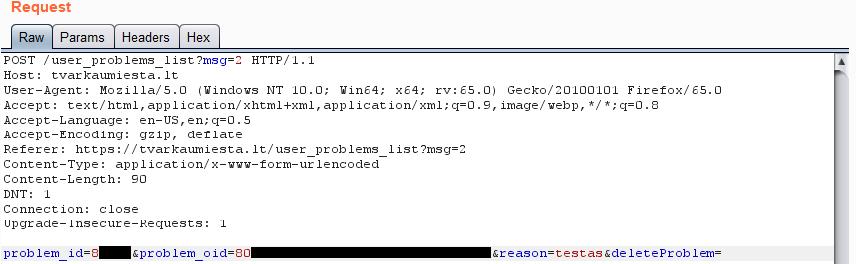 Request
Raw Params Headers Hex
POST /user_problems_list?msg=2 HTTP/1.1
Host: tvarkaumiesta.lt
User-Agent: Mozilla/5.0 (Windows NT 10.0; Win64; x64; rv:65.0) Gecko/20100101 Firefox/65.0
Accept: text/html,application/xhtml+xml,application/xml;q=0.9,image/webp,*/*;q=0.8
Accept-Language: en-US,en;q=0.5
Accept-Encoding: gzip, deflate
Referer: https://tvarkaumiesta.lt/user_problems_list?msg=2
Content-Type: application/x-www-form-urlencoded
Content-Length: 90
DNT: 1
Connection: close
Upgrade-Insecure-Requests: 1
problem_id=8 &problem_oid=80 &reason=testas&deleteProblem=